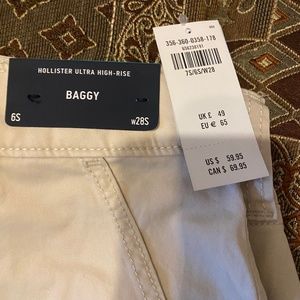 HOLLISTER ULTRA HIGH-RISE
BAGGY
6S
W28S
356-360-0358-178
7S/6S/W28
UK £ 49
EU € 65
US $ 59.95
CAN $ 69.95